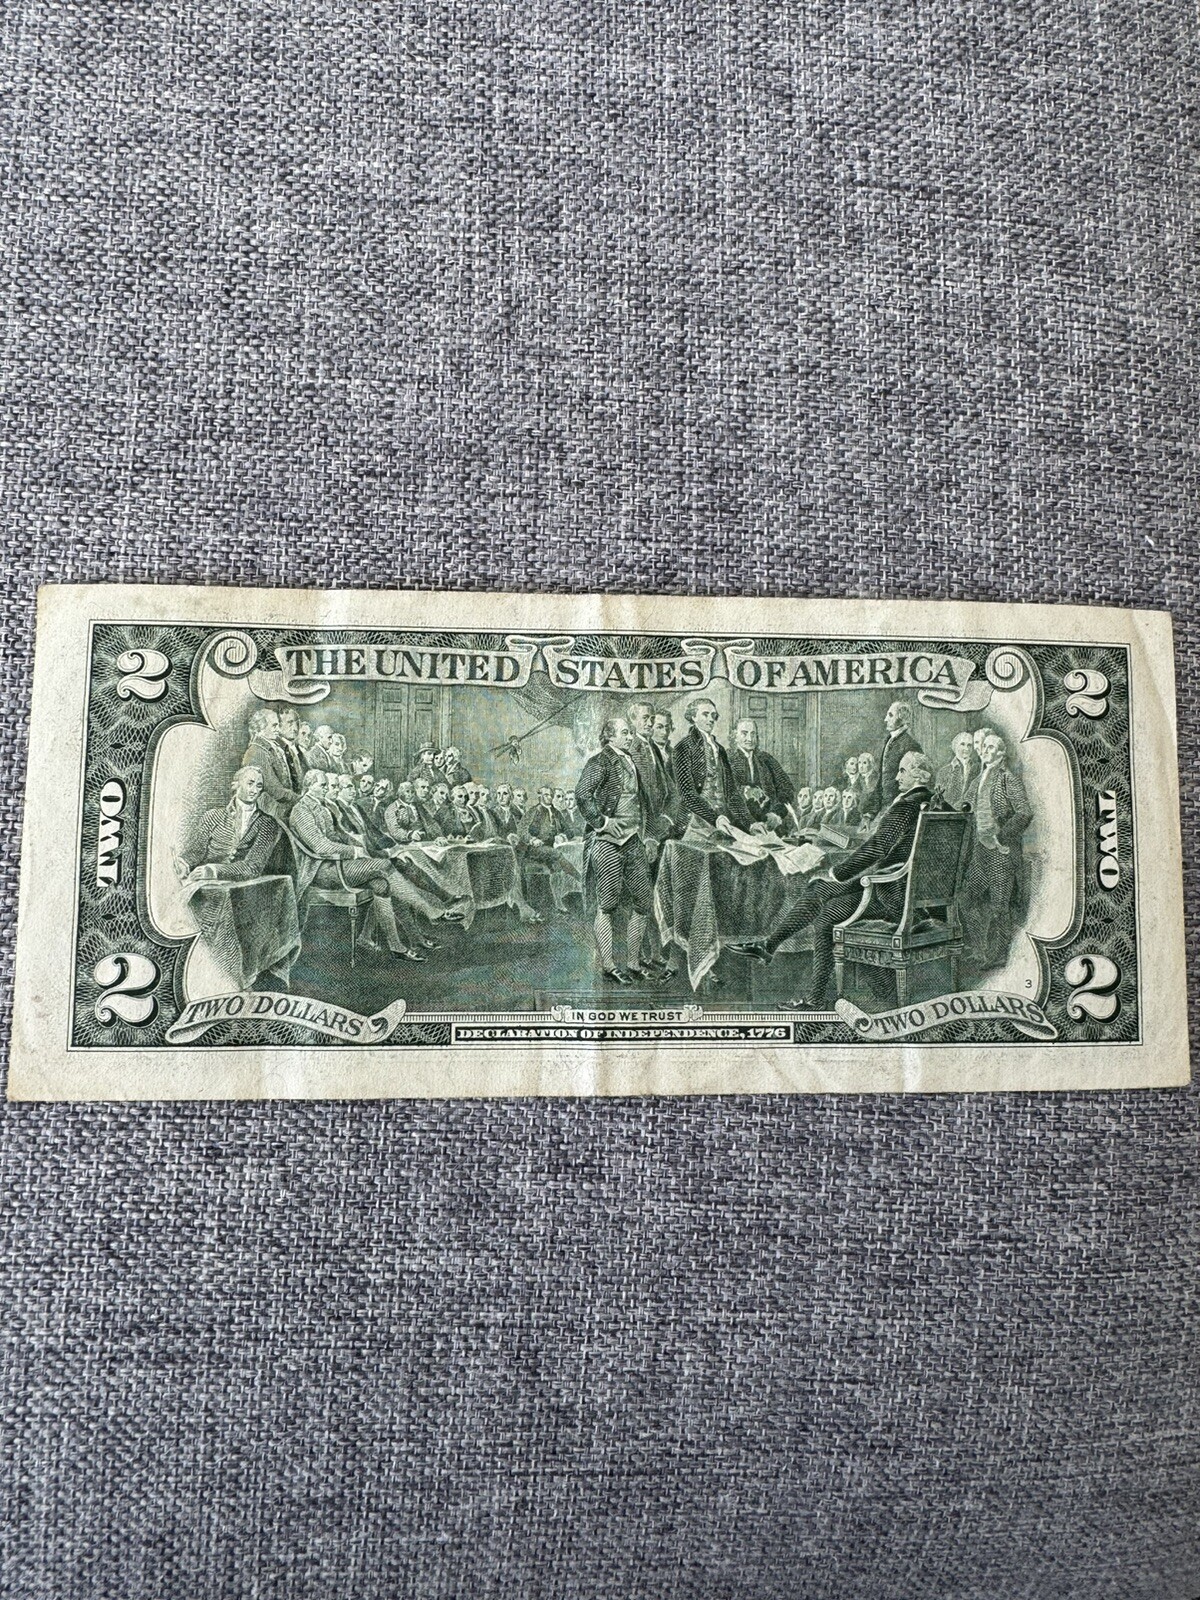 THE UNITED STATES OF AMERICA
2
2
TWO
TWO
2
2
3
TWO DOLLARS
TWO DOLLARS
IN GOD WE TRUST
DECLARATION OF INDEPENDENCE, 1776